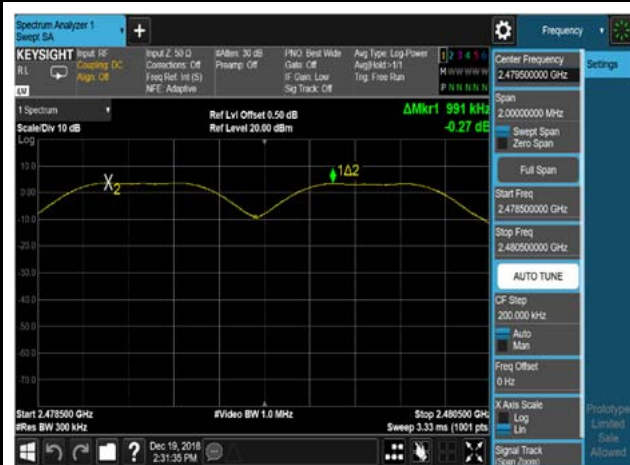 Spectrum Analyzer 1
Swept SA
+
Frequency
KEYSIGHT
RL
Input: RF
Coupling: DC
Align: Off
Input Z: 50 Ω
Corrections: Off
Freq Ref: Int (S)
NFE: Adaptive
#Atten: 30 dB
Preamp: Off
PNO: Best Wide
Gate: Off
IF Gain: Low
Sig Track: Off
Avg Type: Log-Power
Avg|Hold:>1/1
Trig: Free Run
1 2 3 4 5 6
M W W W W W
P N N N N N
LW
1 Spectrum
Scale/Div 10 dB
Log
Ref Lvl Offset 0.50 dB
Ref Level 20.00 dBm
ΔMkr1 991 kHz
-0.27 dB
10.0
0.00
-10.0
-20.0
-30.0
-40.0
-50.0
-60.0
-70.0
X2
1Δ2
Start 2.478500 GHz
#Res BW 300 kHz
#Video BW 1.0 MHz
Stop 2.480500 GHz
Sweep 3.33 ms (1001 pts)
Dec 19, 2018
2:31:35 PM
Center Frequency
2.479500000 GHz
Settings
Span
2.00000000 MHz
Swept Span
Zero Span
Full Span
Start Freq
2.478500000 GHz
Stop Freq
2.480500000 GHz
AUTO TUNE
CF Step
200.000 kHz
Auto
Man
Freq Offset
0 Hz
X Axis Scale
Log
Lin
Signal Track
(Span Zoom)
Prototype
Limited
Sale
Allowed